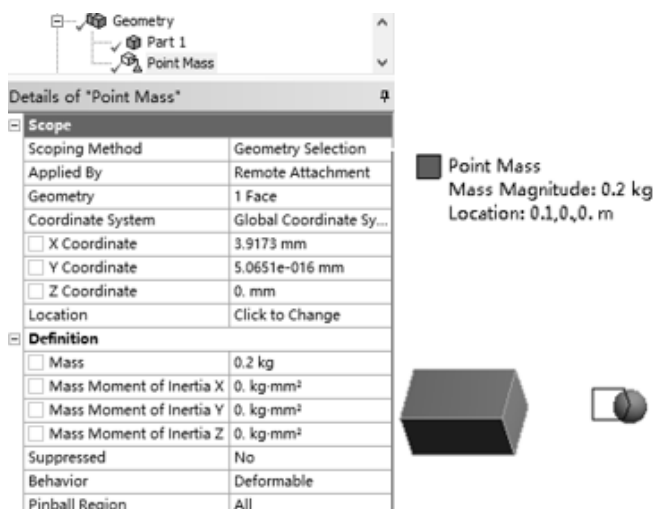 Geometry
Part 1
Point Mass
Details of "Point Mass"
Scope
Scoping Method Geometry Selection
Applied By Remote Attachment
Geometry 1 Face
Coordinate System Global Coordinate Sy...
X Coordinate 3.9173 mm
Y Coordinate 5.0651e-016 mm
Z Coordinate 0. mm
Location Click to Change
Definition
Mass 0.2 kg
Mass Moment of Inertia X 0. kg·mm²
Mass Moment of Inertia Y 0. kg·mm²
Mass Moment of Inertia Z 0. kg·mm²
Suppressed No
Behavior Deformable
Pinball Region All
Point Mass
Mass Magnitude: 0.2 kg
Location: 0.1,0.,0. m